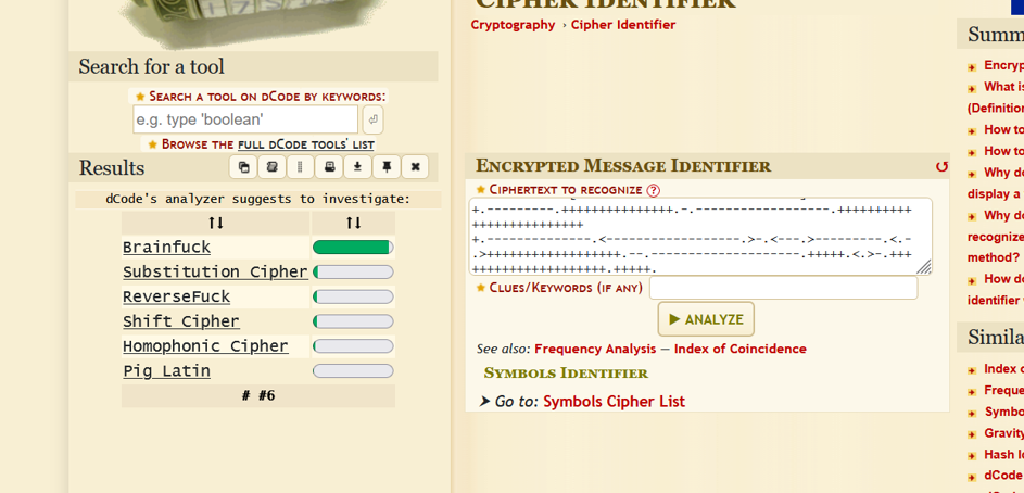 CIPHER IDENTIFIER
Cryptography › Cipher Identifier
Search for a tool
★ SEARCH A TOOL ON DCODE BY KEYWORDS:
e.g. type 'boolean'
★ BROWSE THE FULL DCODE TOOLS' LIST
Results
dCode's analyzer suggests to investigate:
↑↓ ↑↓
Brainfuck
Substitution Cipher
ReverseFuck
Shift Cipher
Homophonic Cipher
Pig Latin
# #6
ENCRYPTED MESSAGE IDENTIFIER
★ CIPHERTEXT TO RECOGNIZE ?
★ CLUES/KEYWORDS (IF ANY)
► ANALYZE
See also: Frequency Analysis — Index of Coincidence
SYMBOLS IDENTIFIER
➤ Go to: Symbols Cipher List
Summ
Encryp
What is
(Definition
How to
How to
Why do
display a
Why do
recognize
method?
How do
identifier
Simila
Index o
Freque
Symbo
Gravity
Hash Id
dCode